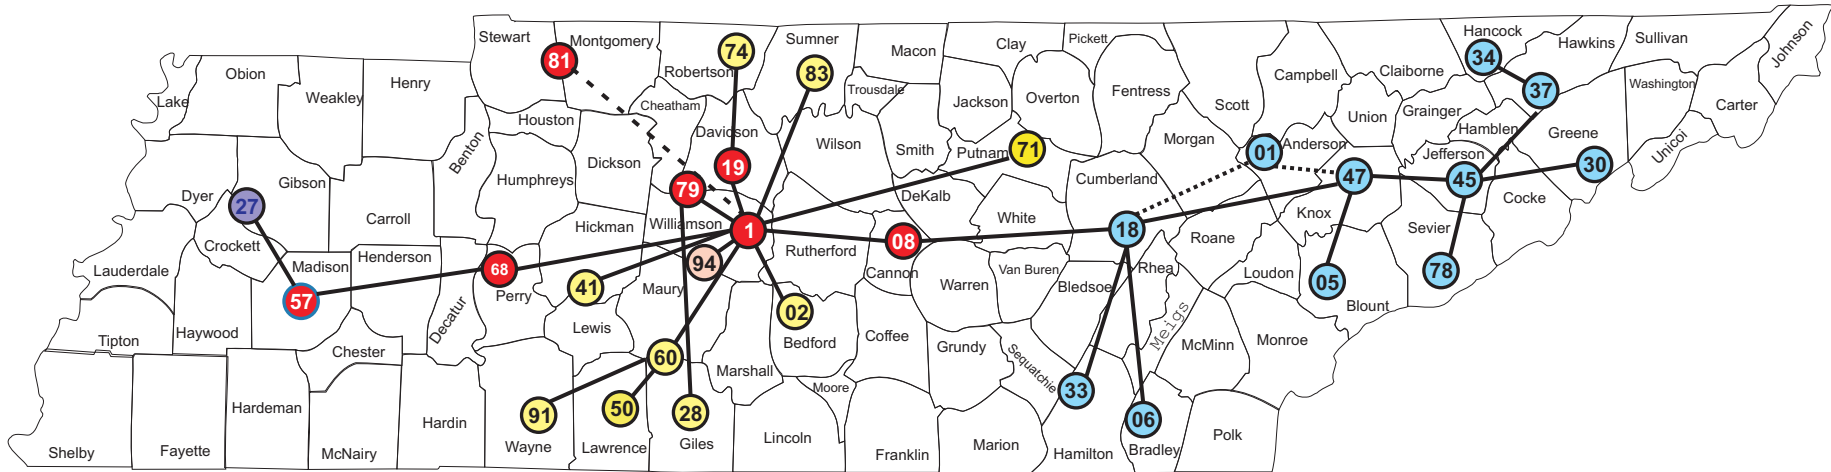 Stewart
Montgomery
81
Robertson
74
Sumner
83
Macon
Clay
Pickett
Hancock
34
Hawkins
Sullivan
Johnson
Obion
Lake
Weakley
Henry
Houston
Cheatham
Davidson
Trousdale
Jackson
Overton
Fentress
Scott
Campbell
Claiborne
Union
Grainger
37
Hamblen
Washington
Carter
Greene
Unicoi
Benton
Dickson
19
Wilson
Smith
Putnam
71
Morgan
01
Anderson
47
Jefferson
45
30
Dyer
27
Gibson
Humphreys
79
DeKalb
Cumberland
Knox
Cocke
Crockett
Carroll
Hickman
Williamson
1
Rutherford
08
White
18
Roane
Sevier
Lauderdale
Madison
Henderson
68
Perry
41
Maury
94
Cannon
Warren
Van Buren
Rhea
Bledsoe
Loudon
05
Blount
78
57
Decatur
Tipton
Haywood
Lewis
02
Bedford
Coffee
Grundy
Sequatchie
Meigs
McMinn
Monroe
Chester
60
Marshall
Moore
33
06
Shelby
Fayette
Hardeman
McNairy
Hardin
91
Wayne
50
Lawrence
28
Giles
Lincoln
Franklin
Marion
Hamilton
Bradley
Polk